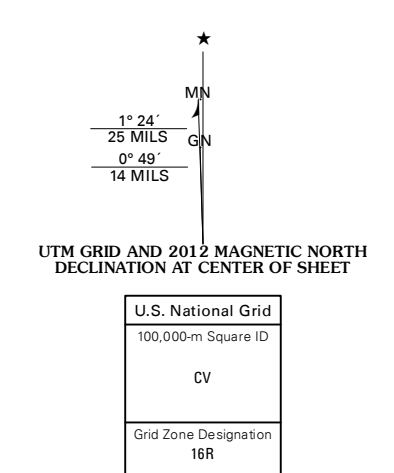 ★
MN
1° 24´
25 MILS
GN
0° 49´
14 MILS
UTM GRID AND 2012 MAGNETIC NORTH
DECLINATION AT CENTER OF SHEET
U.S. National Grid
100,000-m Square ID
CV
Grid Zone Designation
16R